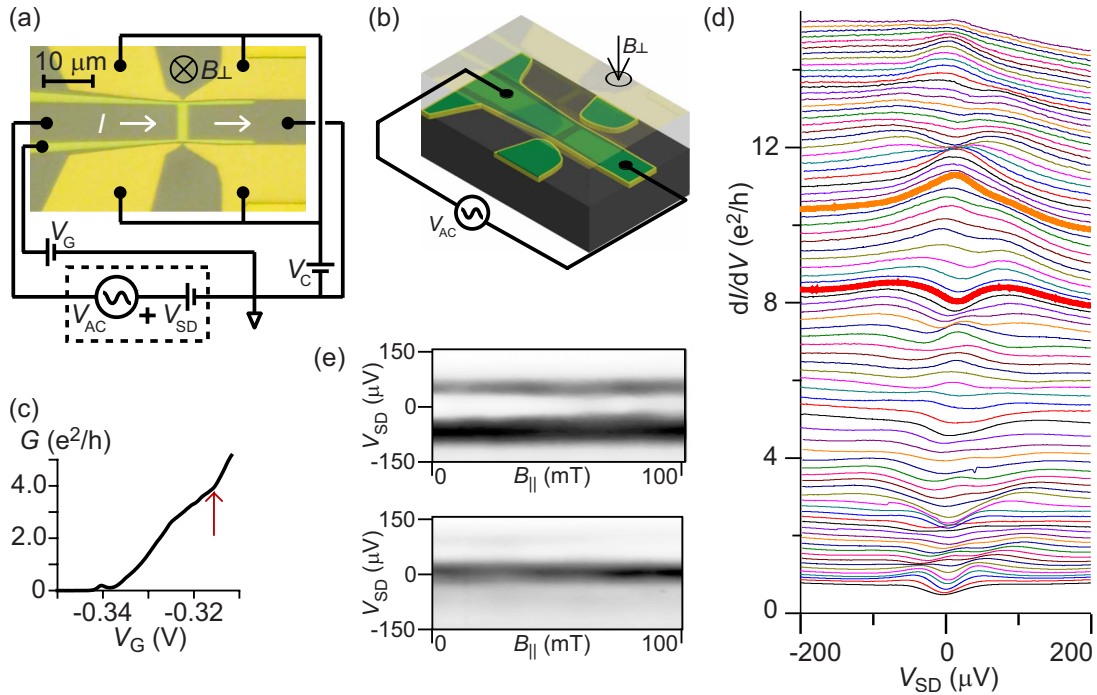 (a)
10 μm
B⊥
I
V_G
V_C
V_AC
+
V_SD
(b)
B⊥
V_AC
(c)
G (e²/h)
4.0
2.0
0
-0.34
-0.32
V_G (V)
(d)
dI/dV (e²/h)
12
8
4
0
-200
0
200
V_SD (μV)
(e)
150
0
-150
V_SD (μV)
0
B_|| (mT)
100
150
0
-150
V_SD (μV)
0
B_|| (mT)
100